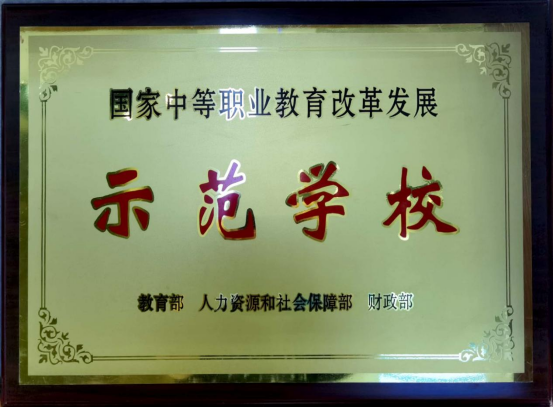 国家中等职业教育改革发展
示范学校
教育部 人力资源和社会保障部 财政部